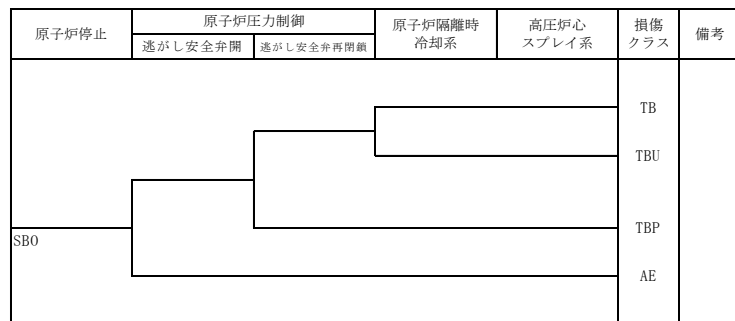 原子炉停止
原子炉圧力制御
逃がし安全弁開
逃がし安全弁再閉鎖
原子炉隔離時
冷却系
高圧炉心
スプレイ系
損傷
クラス
備考
TB
TBU
TBP
SBO
AE